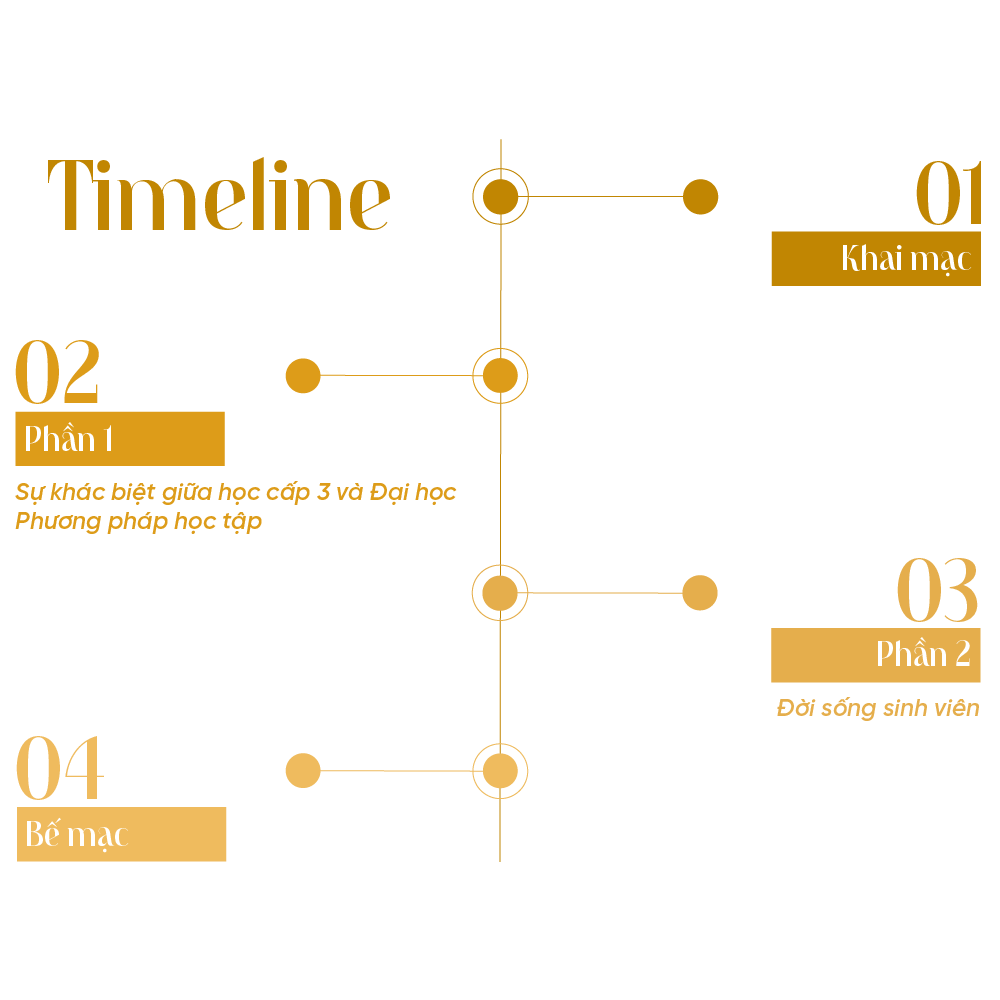 Timeline
01
Khai mạc
02
Phần 1
Sự khác biệt giữa học cấp 3 và Đại học
Phương pháp học tập
03
Phần 2
Đời sống sinh viên
04
Bế mạc